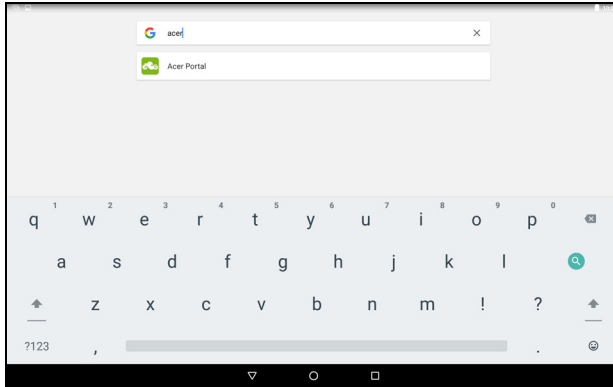 acer
Acer Portal
1 2 3 4 5 6 7 8 9 0
q w e r t y u i o p
a s d f g h j k l
z x c v b n m ! ?
?123 , .